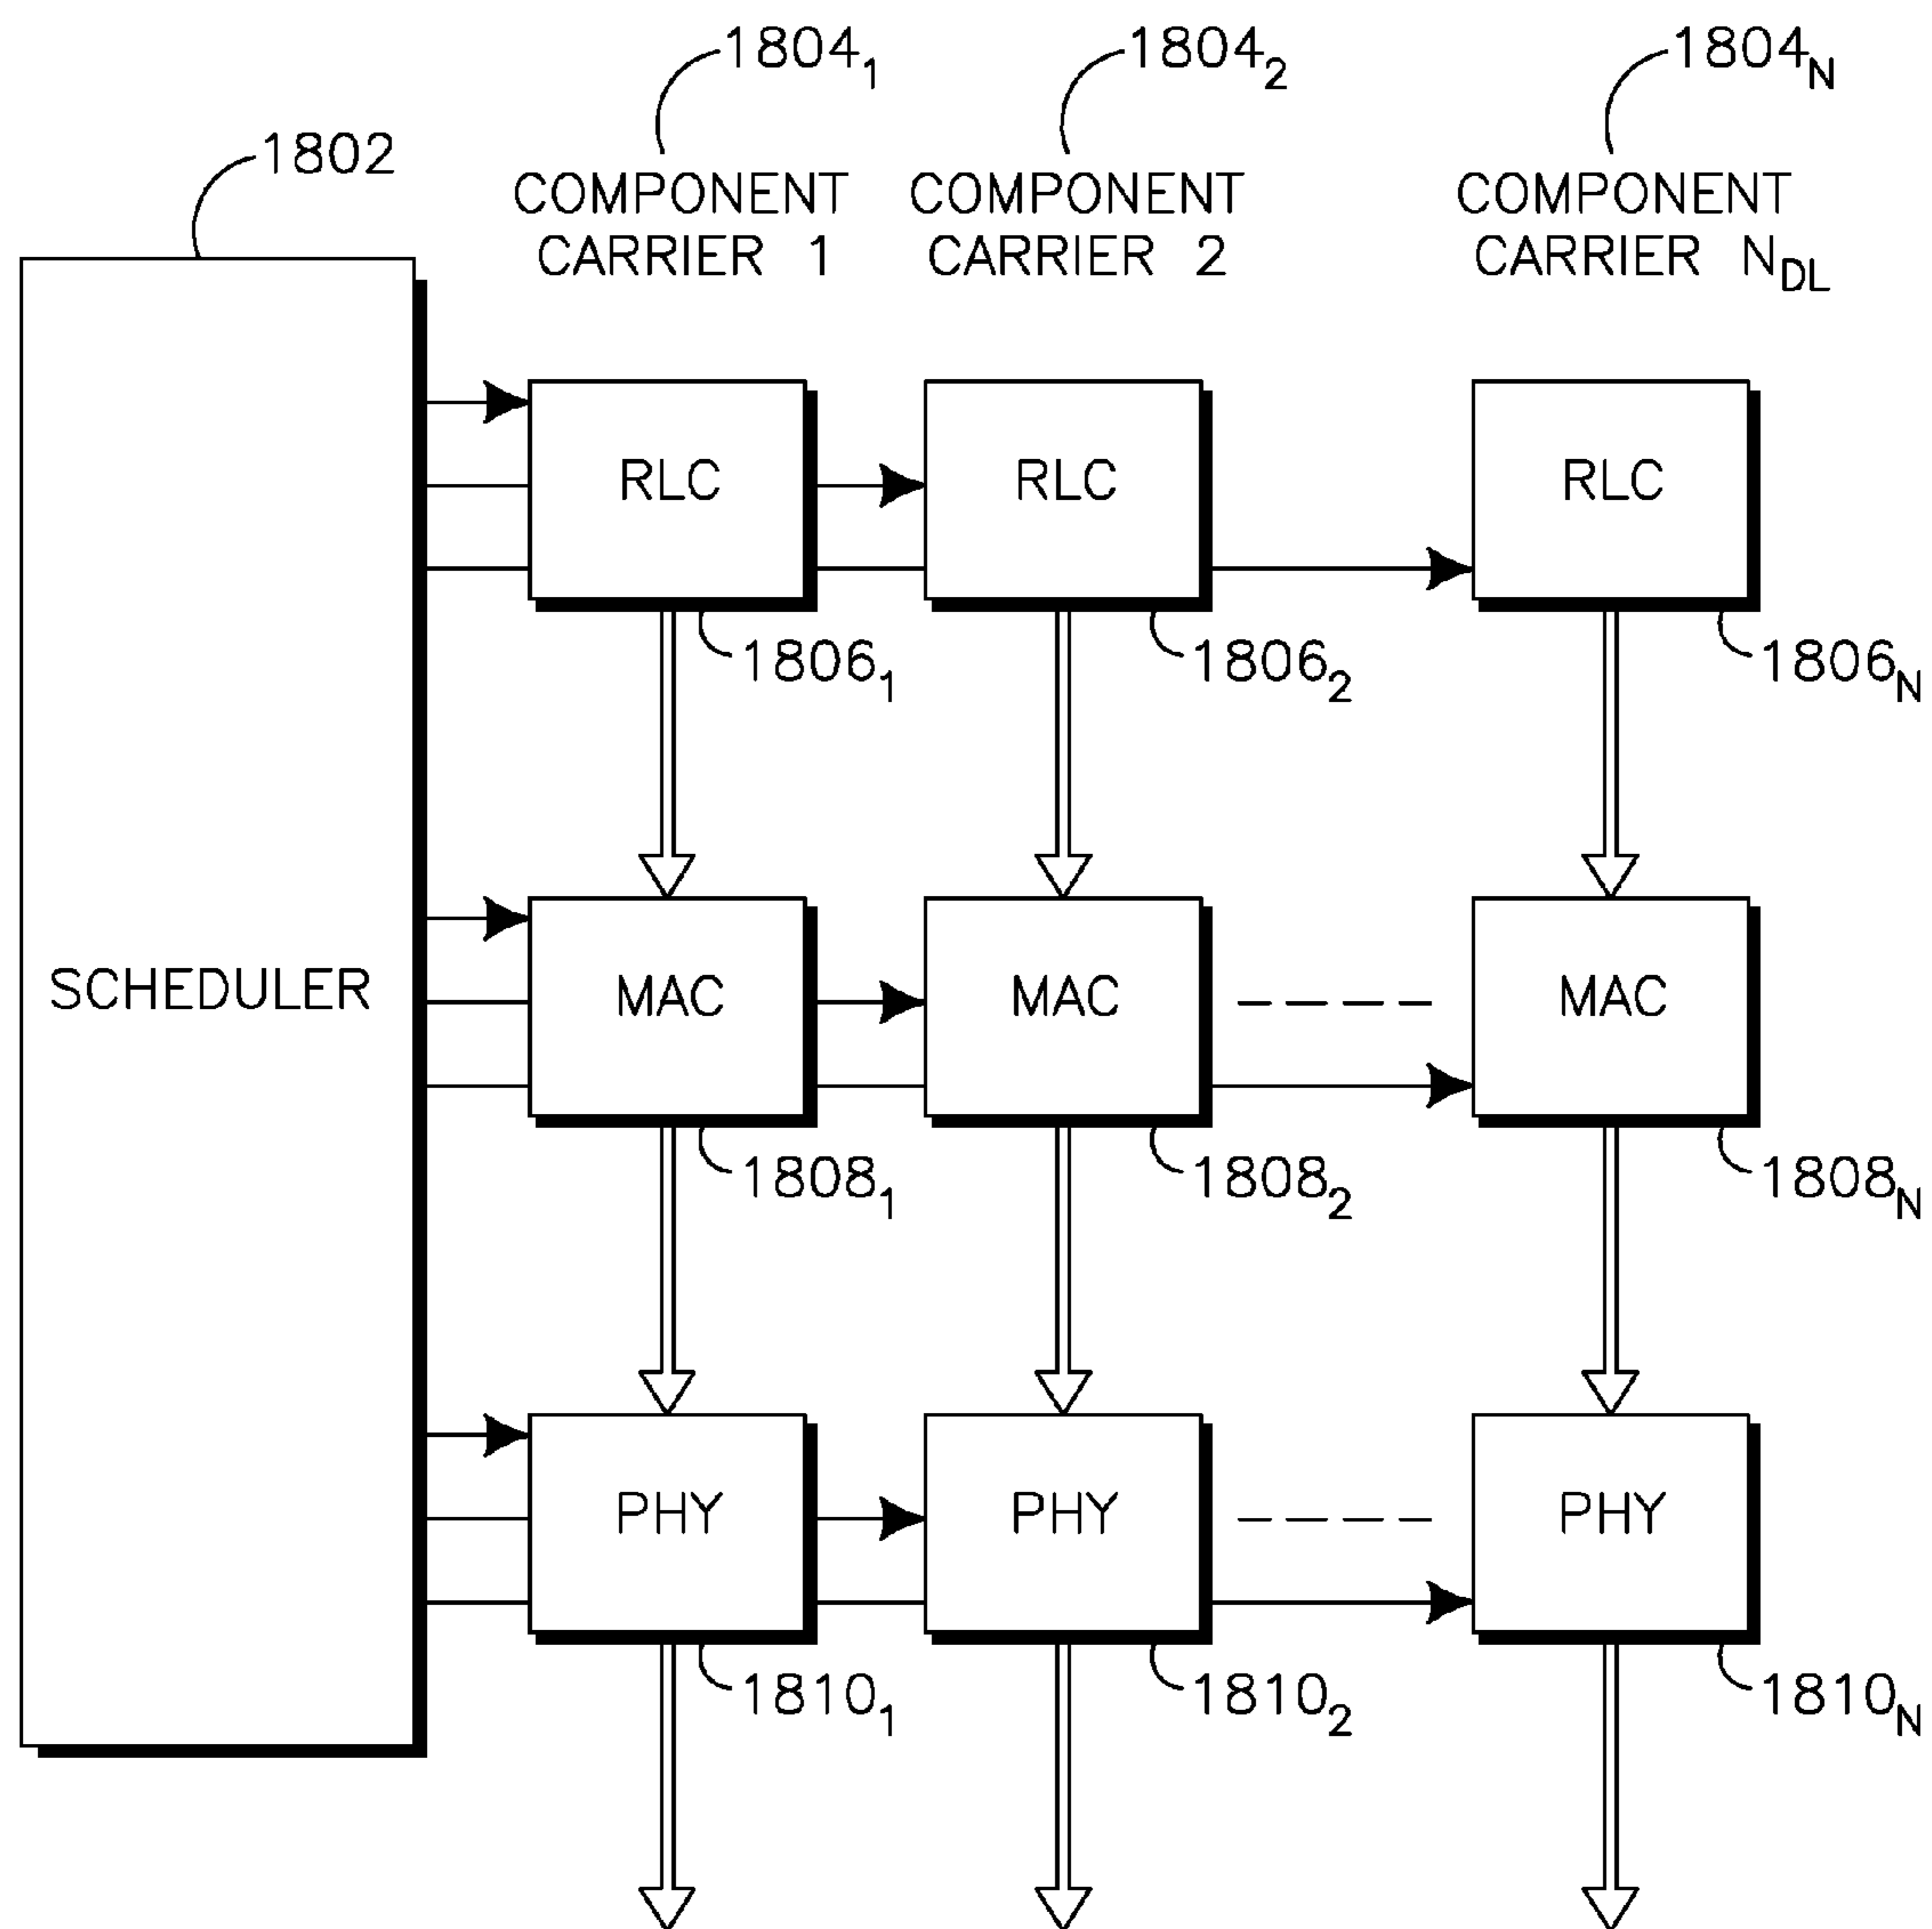 1804₁ 1804₂ 1804N
1802
COMPONENT COMPONENT COMPONENT
CARRIER 1 CARRIER 2 CARRIER NDL
RLC RLC RLC
1806₁ 1806₂ 1806N
SCHEDULER MAC MAC MAC
1808₁ 1808₂ 1808N
PHY PHY PHY
1810₁ 1810₂ 1810N